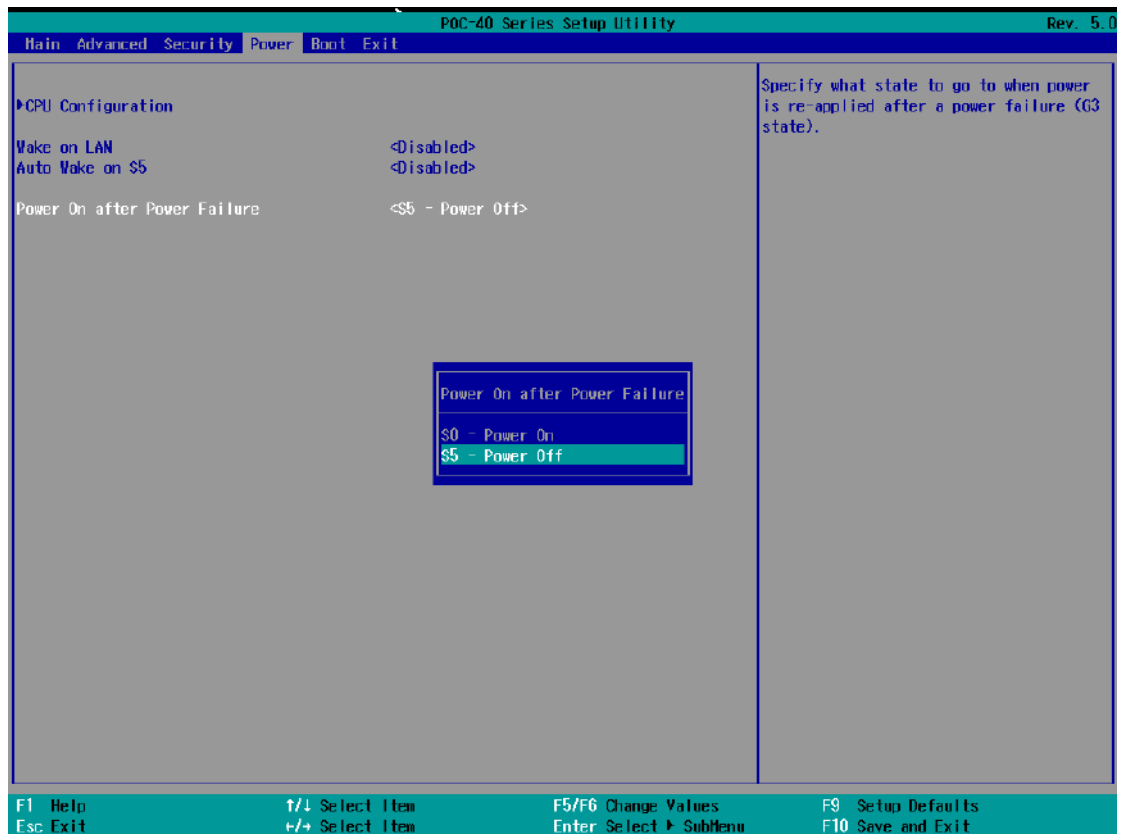 POC-40 Series Setup Utility Rev. 5.0
Main Advanced Security Power Boot Exit
▶CPU Configuration
Wake on LAN <Disabled>
Auto Wake on S5 <Disabled>
Power On after Power Failure <S5 - Power Off>
Specify what state to go to when power
is re-applied after a power failure (G3
state).
Power On after Power Failure
S0 - Power On
S5 - Power Off
F1 Help ↑/↓ Select Item F5/F6 Change Values F9 Setup Defaults
Esc Exit ←/→ Select Item Enter Select ▶ SubMenu F10 Save and Exit